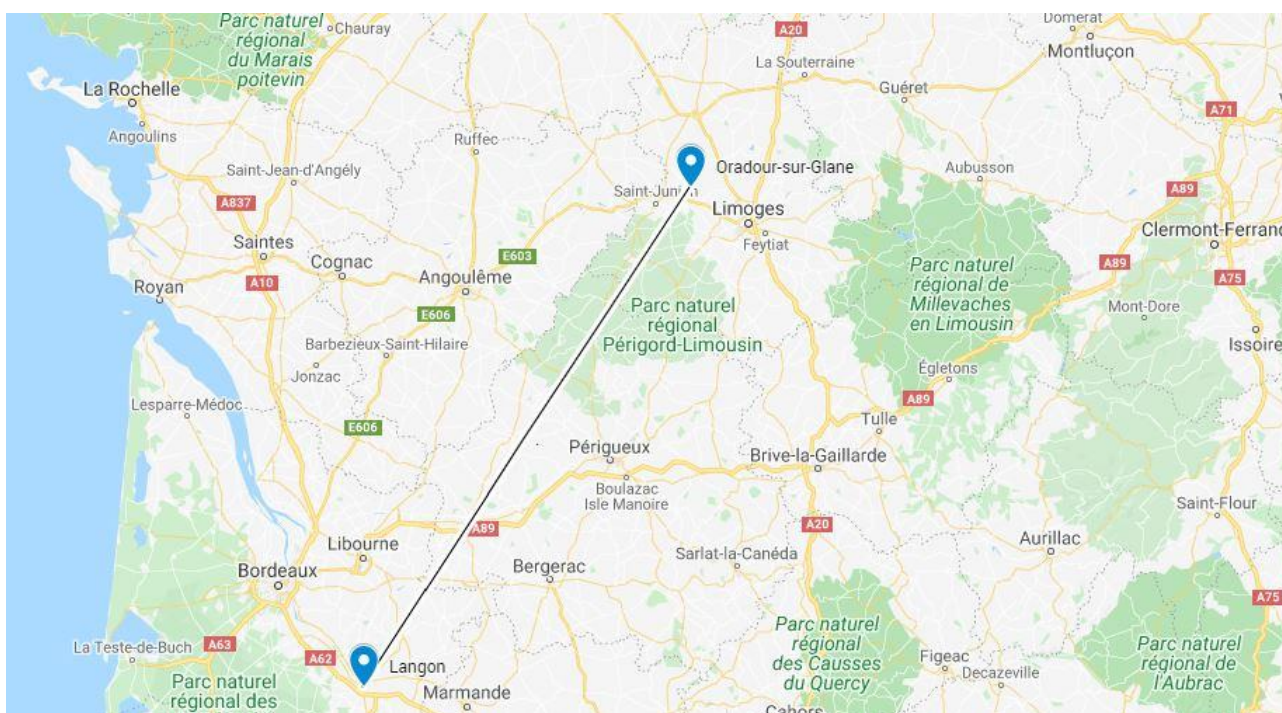 Parc naturel
régional
du Marais
poitevin
Chauray
A20
Domerat
Montluçon
La Souterraine
La Rochelle
Guéret
A71
Angoulins
Ruffec
Saint-Jean-d'Angély
Oradour-sur-Glane
Aubusson
Saint-Junien
A89
A837
Limoges
Saintes
Feytiat
Clermont-Ferrand
Cognac
E603
A89
A10
Angoulême
Parc naturel
régional de
Millevaches
en Limousin
A75
Royan
E606
Parc naturel
régional
Périgord-Limousin
Mont-Dore
Barbezieux-Saint-Hilaire
Issoire
Jonzac
Égletons
A89
Lesparre-Médoc
E606
Tulle
Périgueux
Brive-la-Gaillarde
Boulazac
Isle Manoire
Saint-Flour
A89
A20
Libourne
Aurillac
Sarlat-la-Canéda
Bordeaux
Bergerac
A75
La Teste-de-Buch
A63
A62
Langon
Parc naturel
régional
des Causses
du Quercy
Parc naturel
régional de
l'Aubrac
Figeac
Decazeville
Parc naturel
régional des
Marmande
Cahors